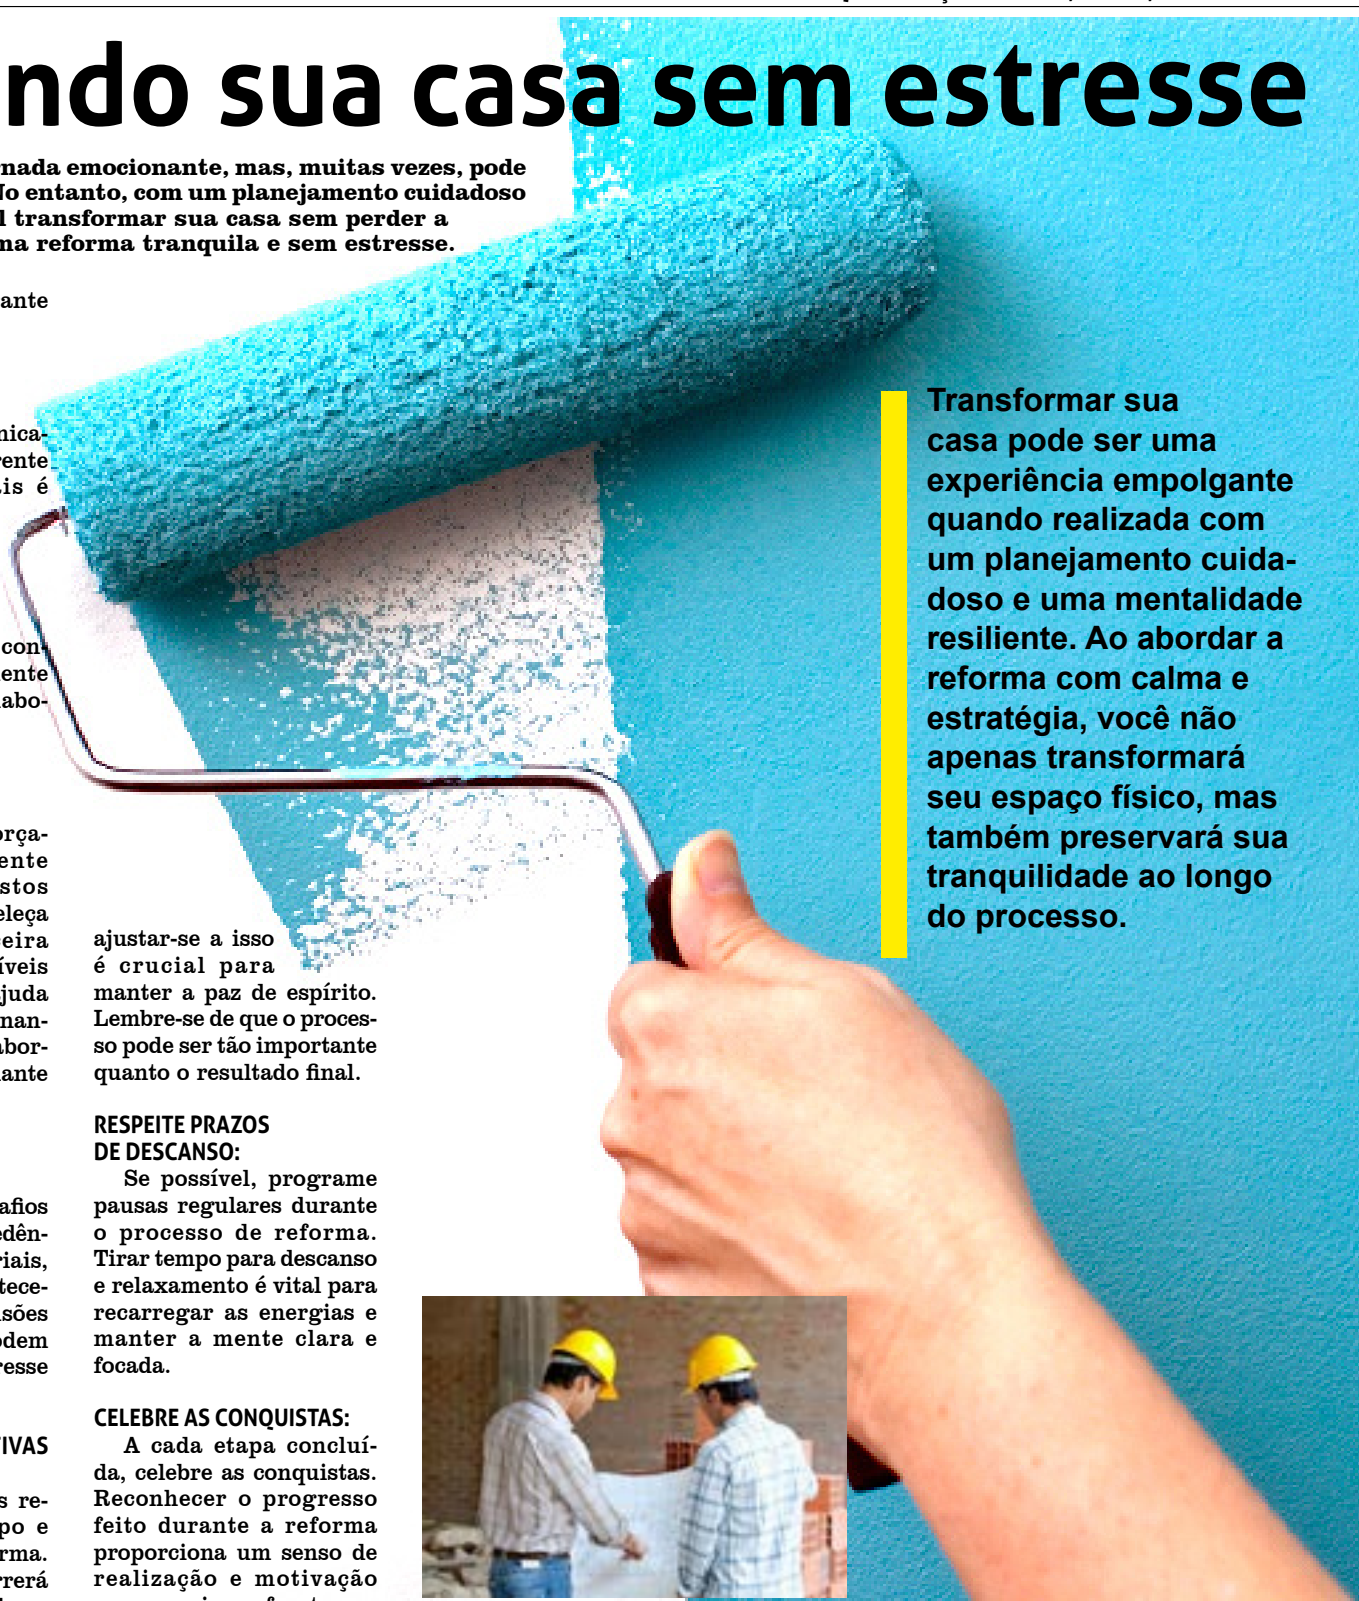 ndo sua casa sem estresse
nada emocionante, mas, muitas vezes, pode
entanto, com um planejamento cuidadoso
transformar sua casa sem perder a
ma reforma tranquila e sem estresse.
ante
nica-
rente
is é
con-
ente
abo-
orça-
ente
stos
eleça
eira
íveis
juda
nan-
bor-
ante
afios
edên-
riais,
tece-
sões
odem
resse
IVAS
s re-
po e
rma.
rrerá
ajustar-se a isso
é crucial para
manter a paz de espírito.
Lembre-se de que o proces-
so pode ser tão importante
quanto o resultado final.
RESPEITE PRAZOS
DE DESCANSO:
Se possível, programe
pausas regulares durante
o processo de reforma.
Tirar tempo para descanso
e relaxamento é vital para
recarregar as energias e
manter a mente clara e
focada.
CELEBRE AS CONQUISTAS:
A cada etapa concluí-
da, celebre as conquistas.
Reconhecer o progresso
feito durante a reforma
proporciona um senso de
realização e motivação
Transformar sua
casa pode ser uma
experiência empolgante
quando realizada com
um planejamento cuida-
doso e uma mentalidade
resiliente. Ao abordar a
reforma com calma e
estratégia, você não
apenas transformará
seu espaço físico, mas
também preservará sua
tranquilidade ao longo
do processo.